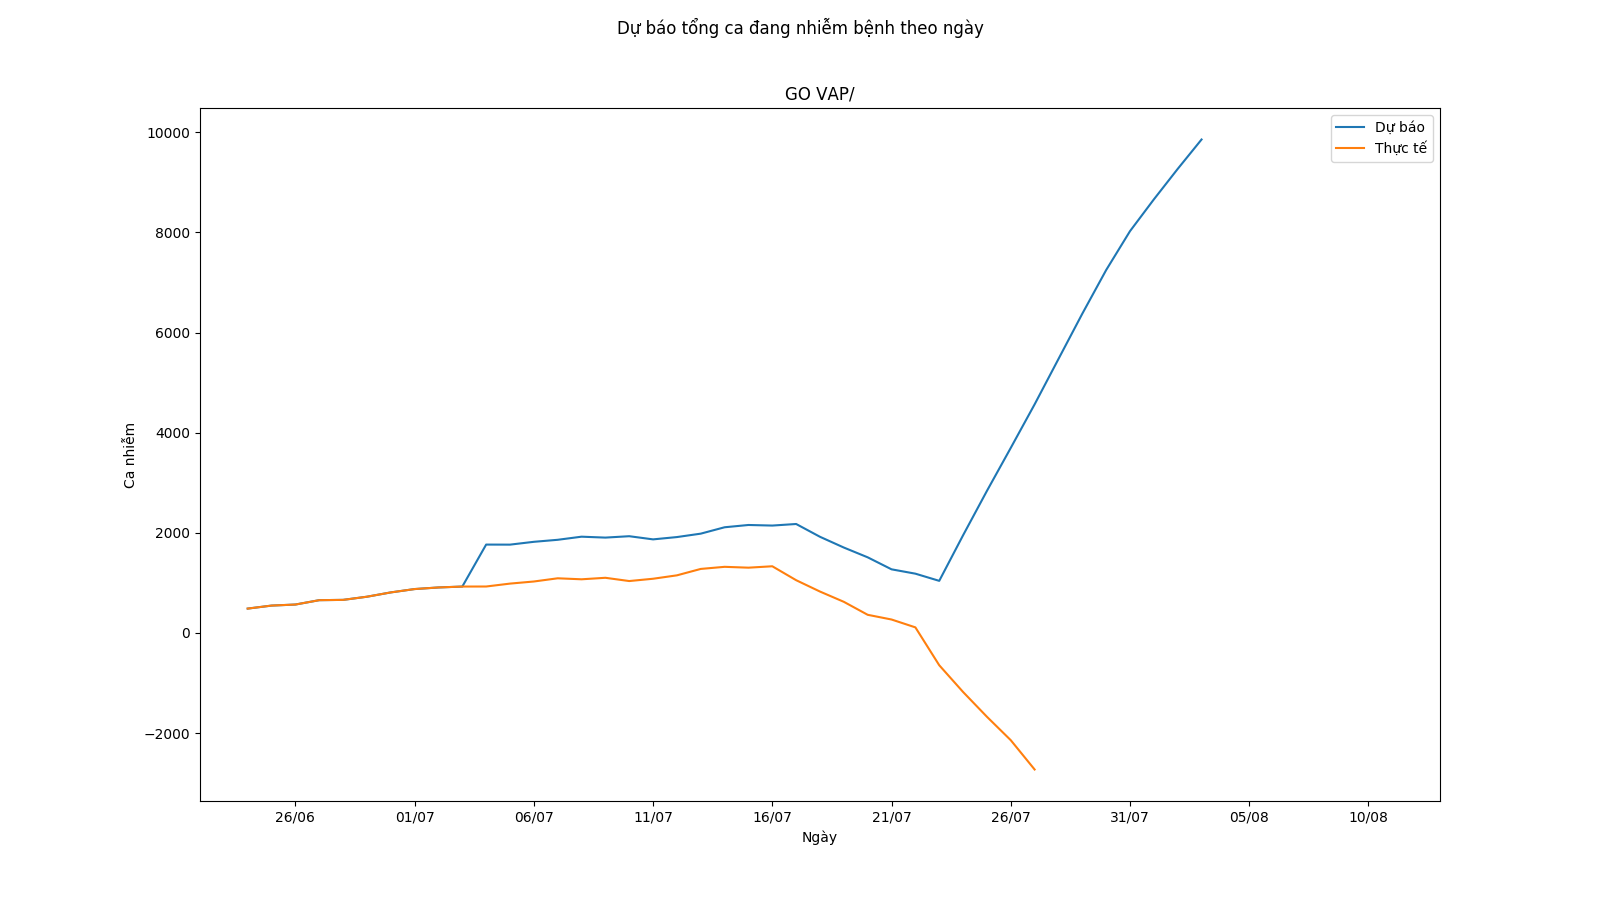 Dự báo tổng ca đang nhiễm bệnh theo ngày
GO VAP/
10000
8000
6000
4000
2000
0
−2000
Ca nhiễm
Dự báo
Thực tế
26/06 01/07 06/07 11/07 16/07 21/07 26/07 31/07 05/08 10/08
Ngày